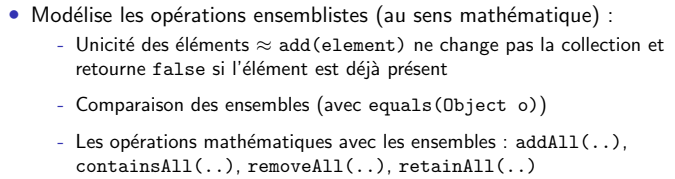 • Modélise les opérations ensemblistes (au sens mathématique) :
- Unicité des éléments ≈ add(element) ne change pas la collection et
retourne false si l'élément est déjà présent
- Comparaison des ensembles (avec equals(Object o))
- Les opérations mathématiques avec les ensembles : addAll(..),
containsAll(..), removeAll(..), retainAll(..)